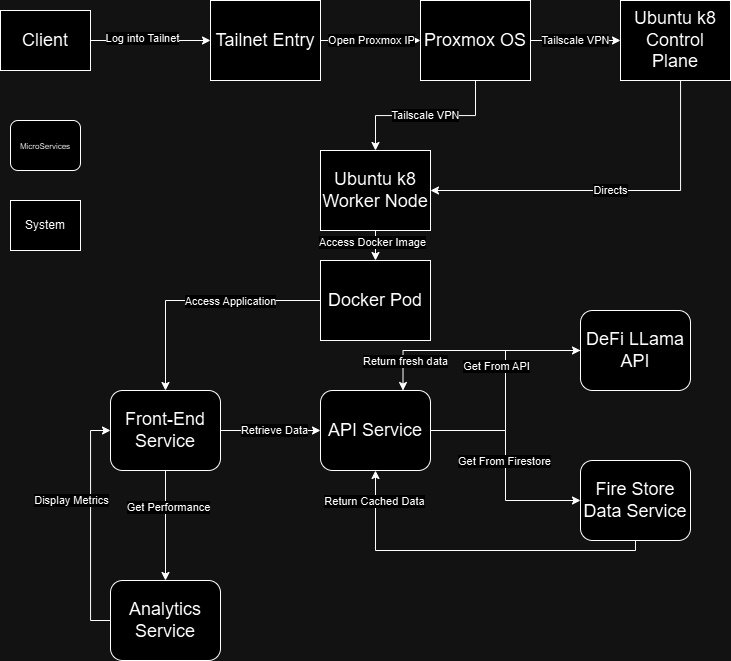 Client
Log into Tailnet
Tailnet Entry
Open Proxmox IP
Proxmox OS
Tailscale VPN
Ubuntu k8
Control
Plane
Tailscale VPN
MicroServices
Ubuntu k8
Worker Node
Directs
System
Access Docker Image
Docker Pod
Access Application
DeFi LLama
API
Return fresh data
Get From API
Front-End
Service
Retrieve Data
API Service
Get From Firestore
Display Metrics
Get Performance
Return Cached Data
Fire Store
Data Service
Analytics
Service